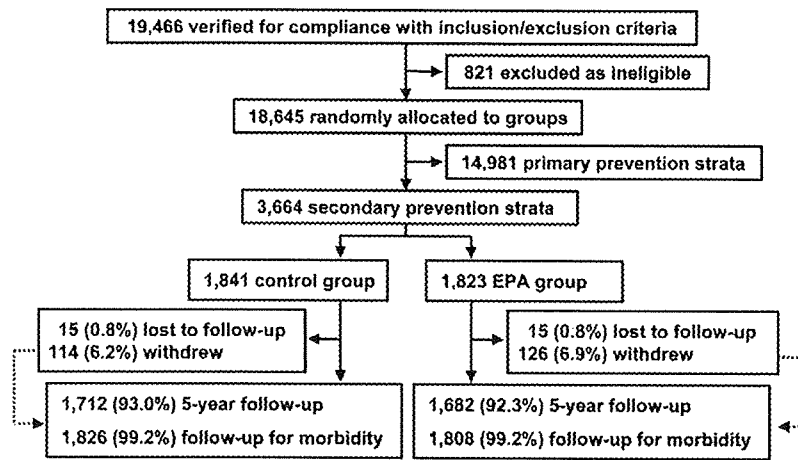 19,466 verified for compliance with inclusion/exclusion criteria
821 excluded as ineligible
18,645 randomly allocated to groups
14,981 primary prevention strata
3,664 secondary prevention strata
1,841 control group
1,823 EPA group
15 (0.8%) lost to follow-up
114 (6.2%) withdrew
15 (0.8%) lost to follow-up
126 (6.9%) withdrew
1,712 (93.0%) 5-year follow-up
1,826 (99.2%) follow-up for morbidity
1,682 (92.3%) 5-year follow-up
1,808 (99.2%) follow-up for morbidity